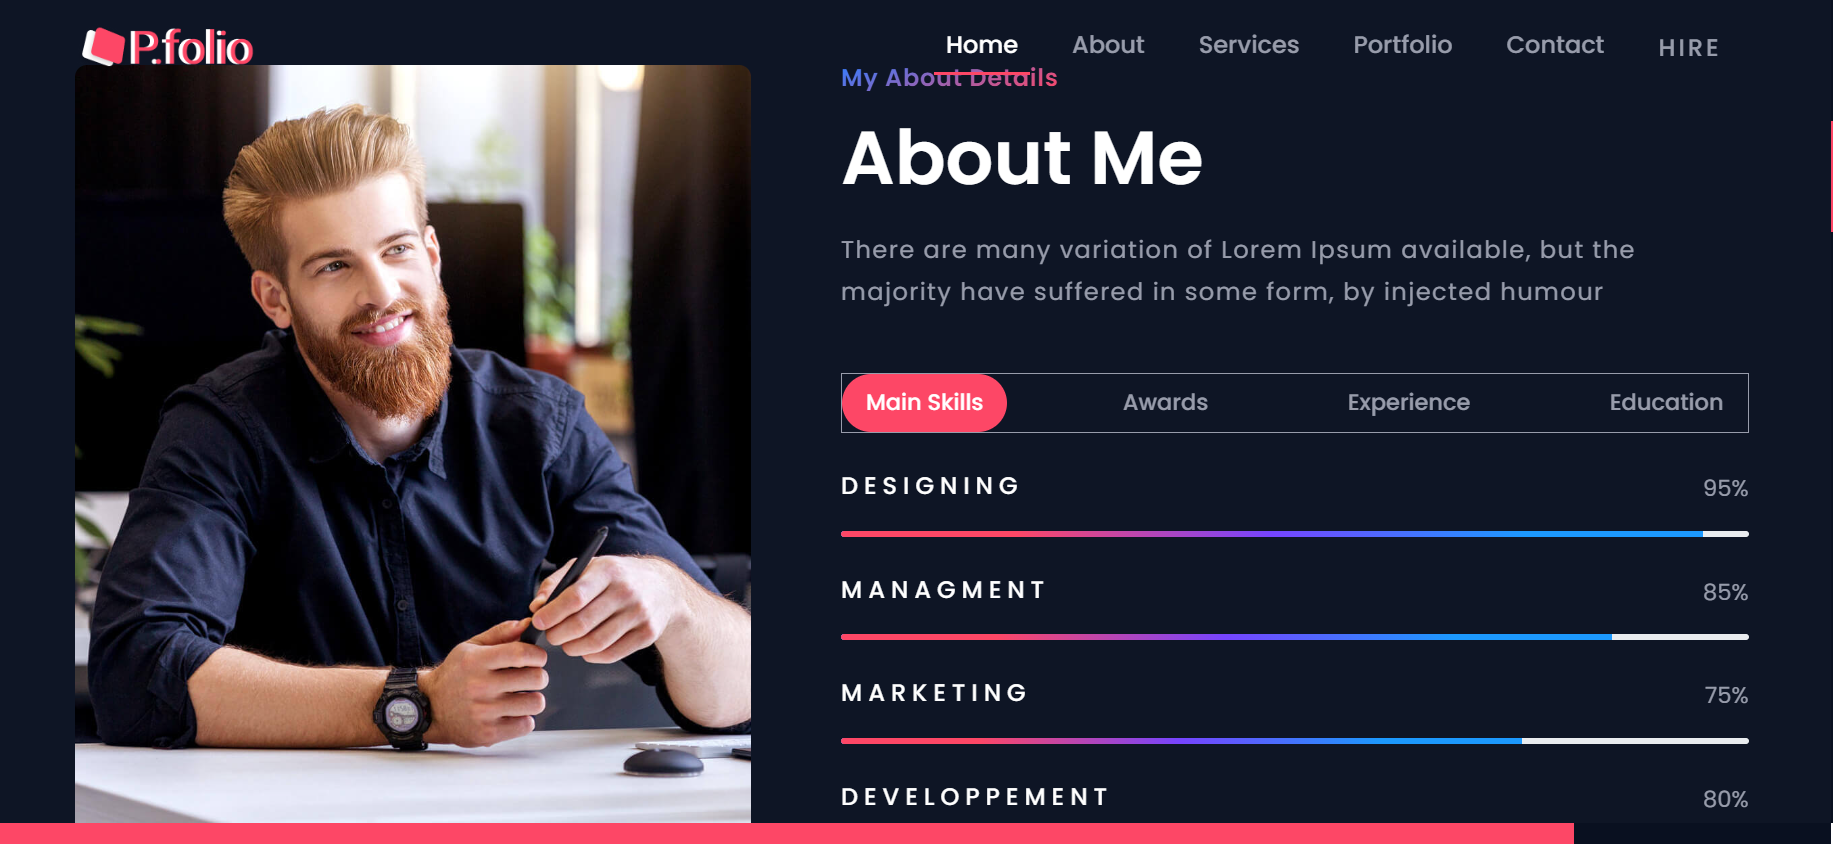 P.folio
Home About Services Portfolio Contact HIRE
My About Details
About Me
There are many variation of Lorem Ipsum available, but the
majority have suffered in some form, by injected humour
Main Skills Awards Experience Education
DESIGNING 95%
MANAGMENT 85%
MARKETING 75%
DEVELOPPEMENT 80%